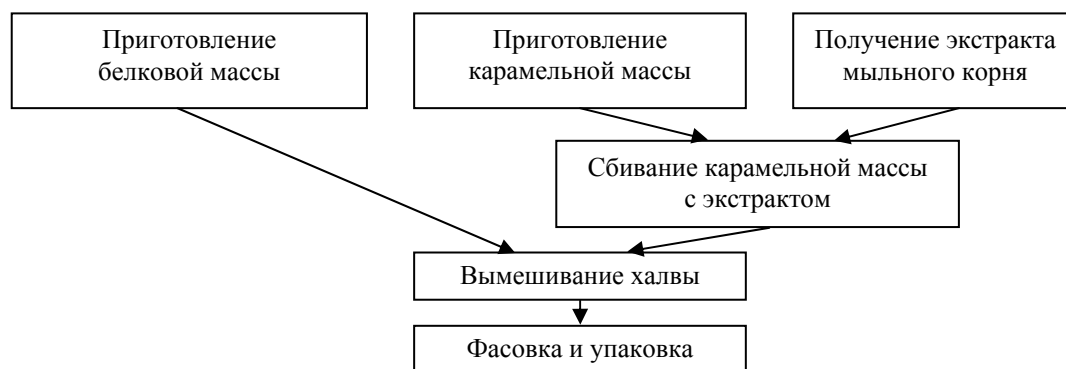 Приготовление
белковой массы
Приготовление
карамельной массы
Получение экстракта
мыльного корня
Сбивание карамельной массы
с экстрактом
Вымешивание халвы
Фасовка и упаковка